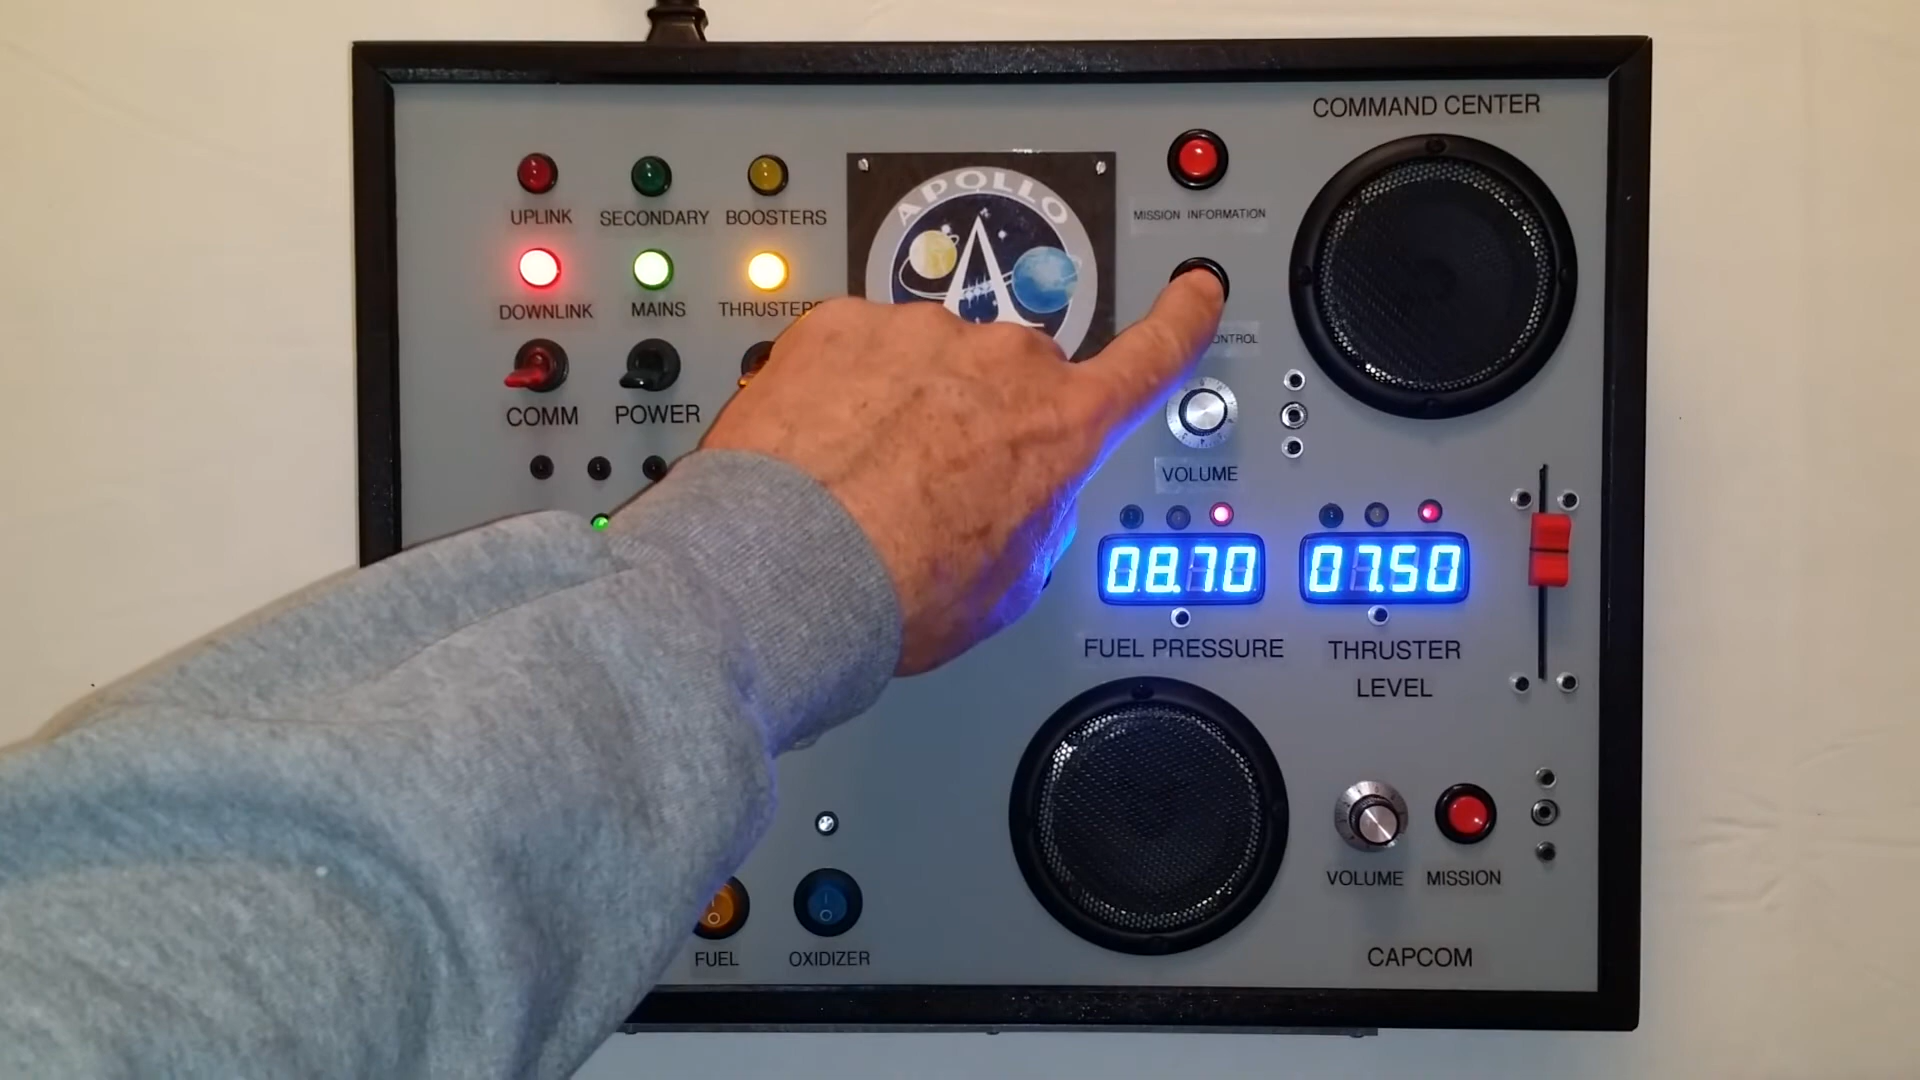 COMMAND CENTER
APOLLO
UPLINK SECONDARY BOOSTERS
MISSION INFORMATION
DOWNLINK MAINS THRUSTERS
COMM POWER
VOLUME
08.70 07.50
FUEL PRESSURE
THRUSTER
LEVEL
VOLUME MISSION
FUEL OXIDIZER
CAPCOM